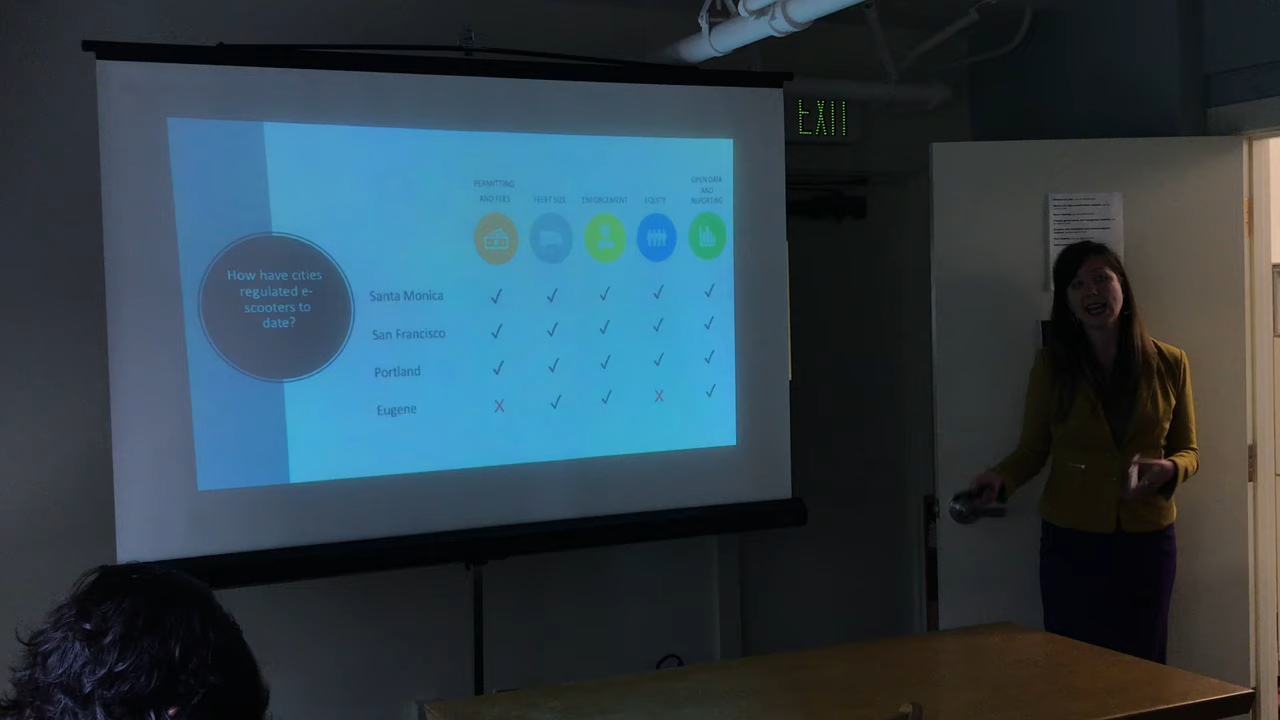 EXIT
PERMITTING
AND FEES
FLEET SIZE
ENFORCEMENT
EQUITY
OPEN DATA
AND
REPORTING
How have cities
regulated e-
scooters to
date?
Santa Monica ✓ ✓ ✓ ✓ ✓
San Francisco ✓ ✓ ✓ ✓ ✓
Portland ✓ ✓ ✓ ✓ ✓
Eugene X ✓ ✓ X ✓